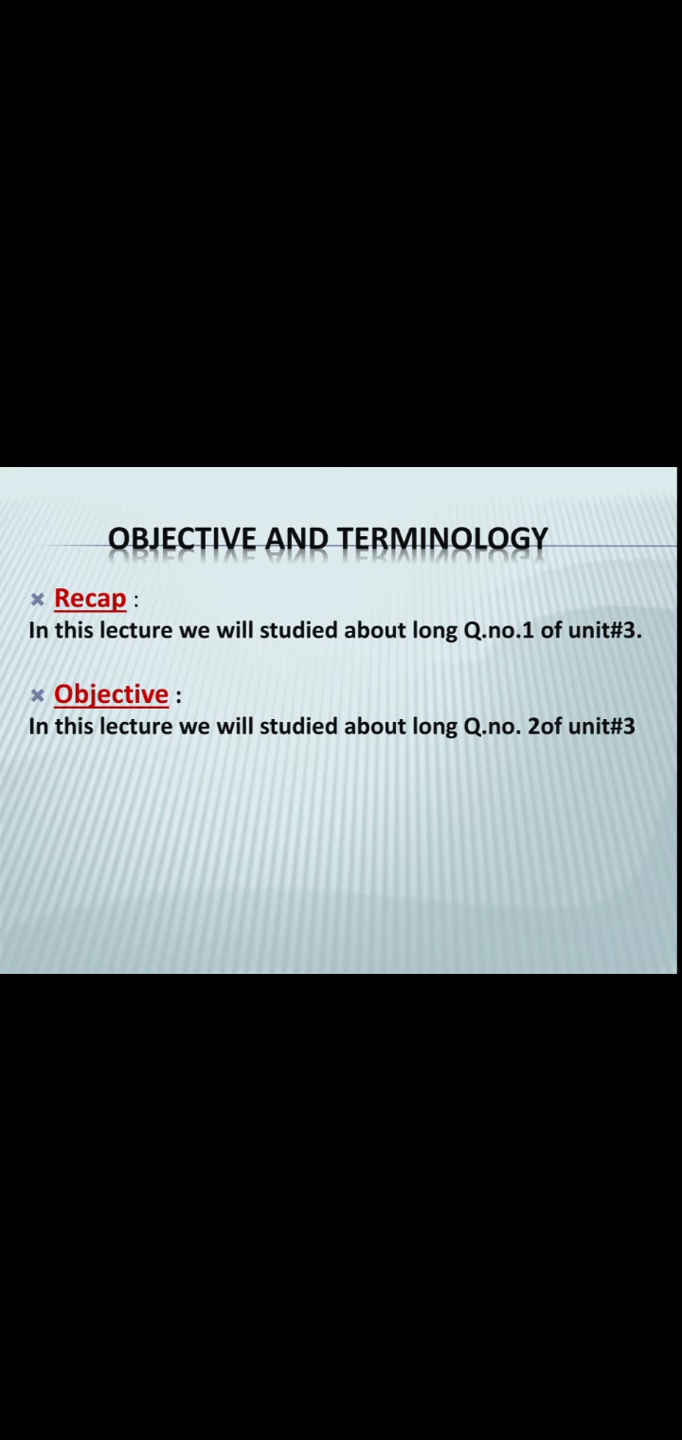 OBJECTIVE AND TERMINOLOGY
Recap :
In this lecture we will studied about long Q.no.1 of unit#3.
Objective :
In this lecture we will studied about long Q.no. 2of unit#3